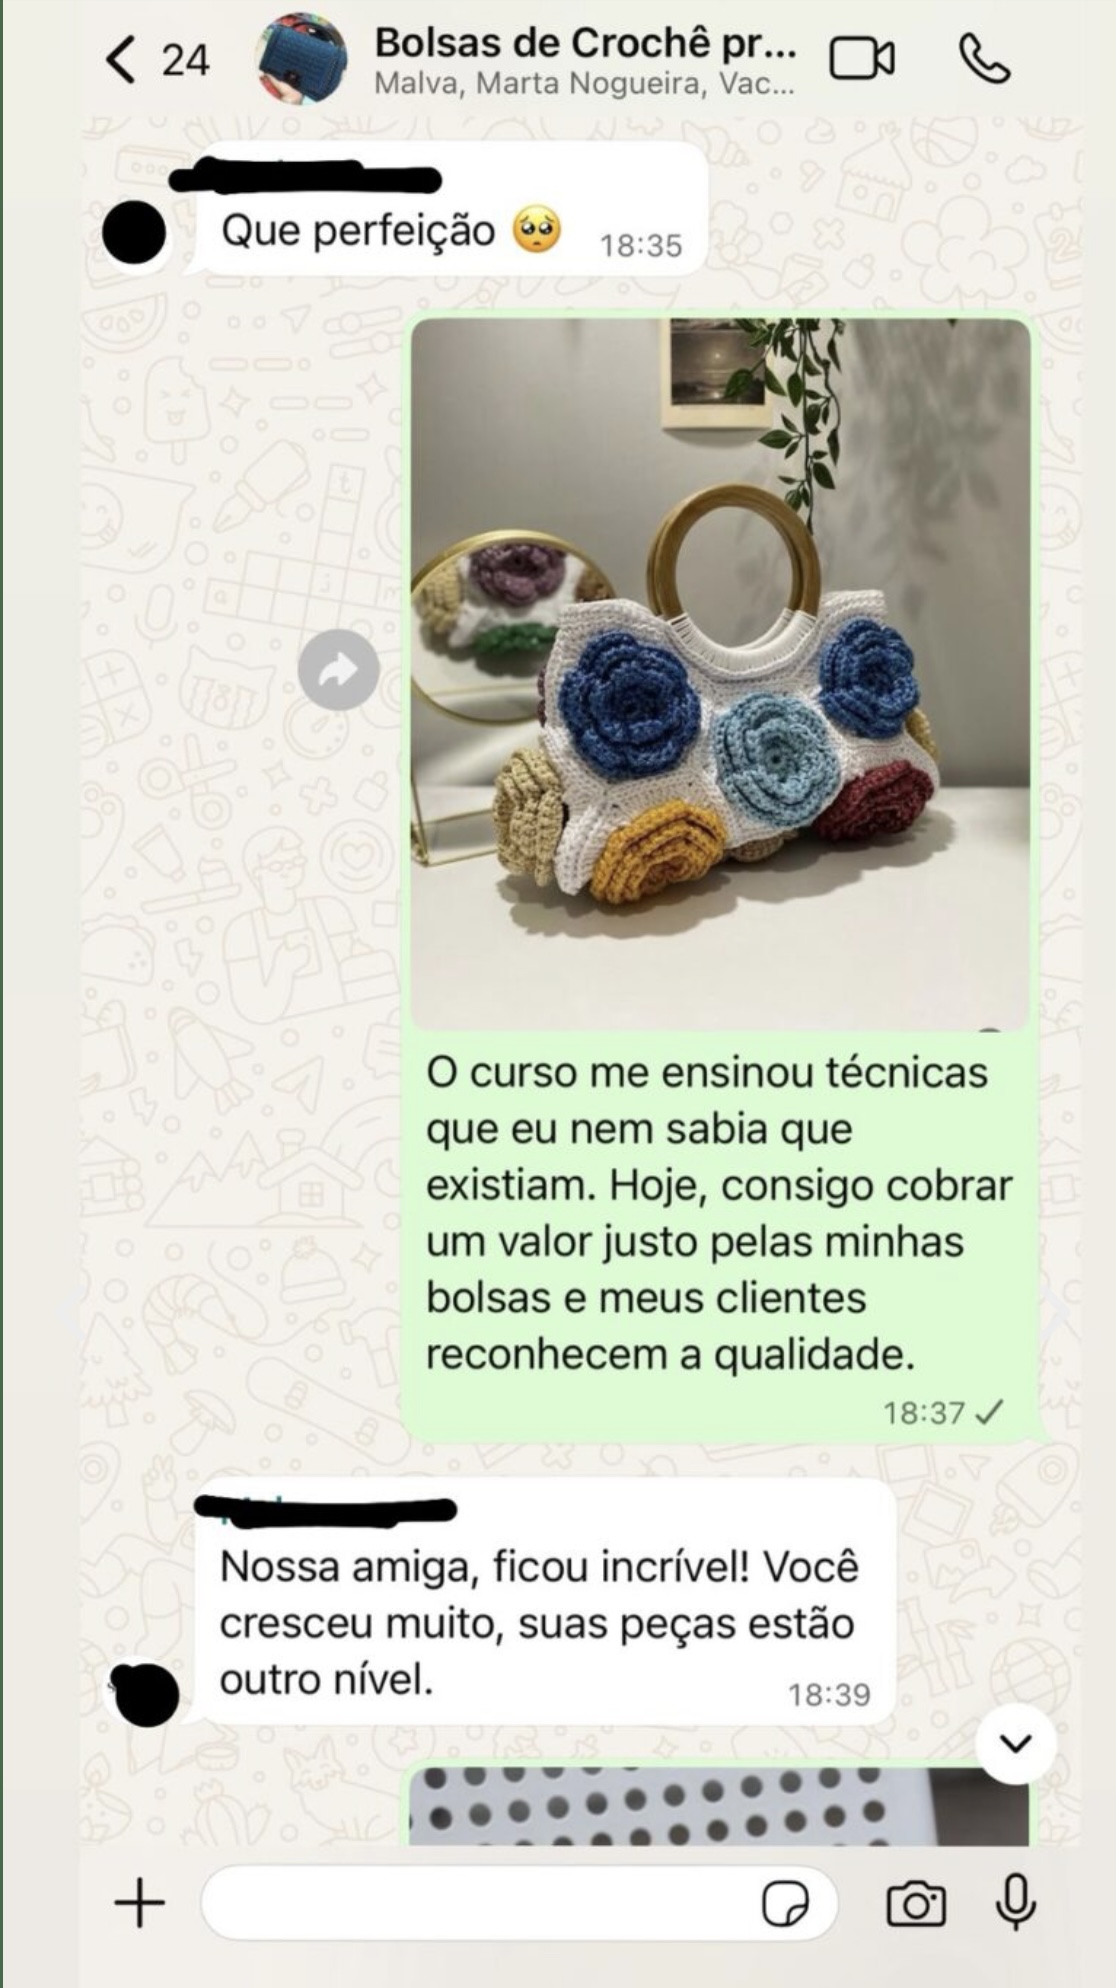 24
Bolsas de Crochê pr...
Malva, Marta Nogueira, Vac...
Que perfeição 🥺
18:35
O curso me ensinou técnicas
que eu nem sabia que
existiam. Hoje, consigo cobrar
um valor justo pelas minhas
bolsas e meus clientes
reconhecem a qualidade.
18:37
Nossa amiga, ficou incrível! Você
cresceu muito, suas peças estão
outro nível.
18:39